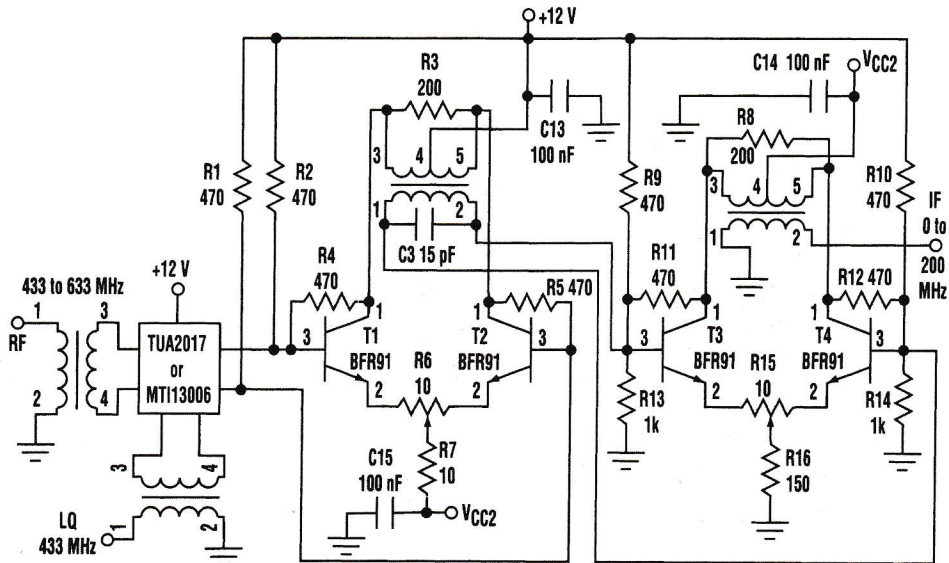 +12 V
C14 100 nF
VCC2
R3
200
C13
100 nF
R8
200
3 4 5
1 2
C3 15 pF
R1
470
R2
470
R9
470
3 4 5
1 2
R10
470
IF
0 to
200
MHz
+12 V
R4
470
R5 470
R11
470
R12 470
433 to 633 MHz
1
3
RF
2
4
TUA2017
or
MTI13006
3
1
T1
BFR91
2
R6
10
1
T2
BFR91
2
3
3
1
T3
BFR91
2
R15
10
1
T4
BFR91
2
3
R13
1k
R14
1k
R7
10
C15
100 nF
VCC2
R16
150
3
4
LQ
433 MHz
1
2